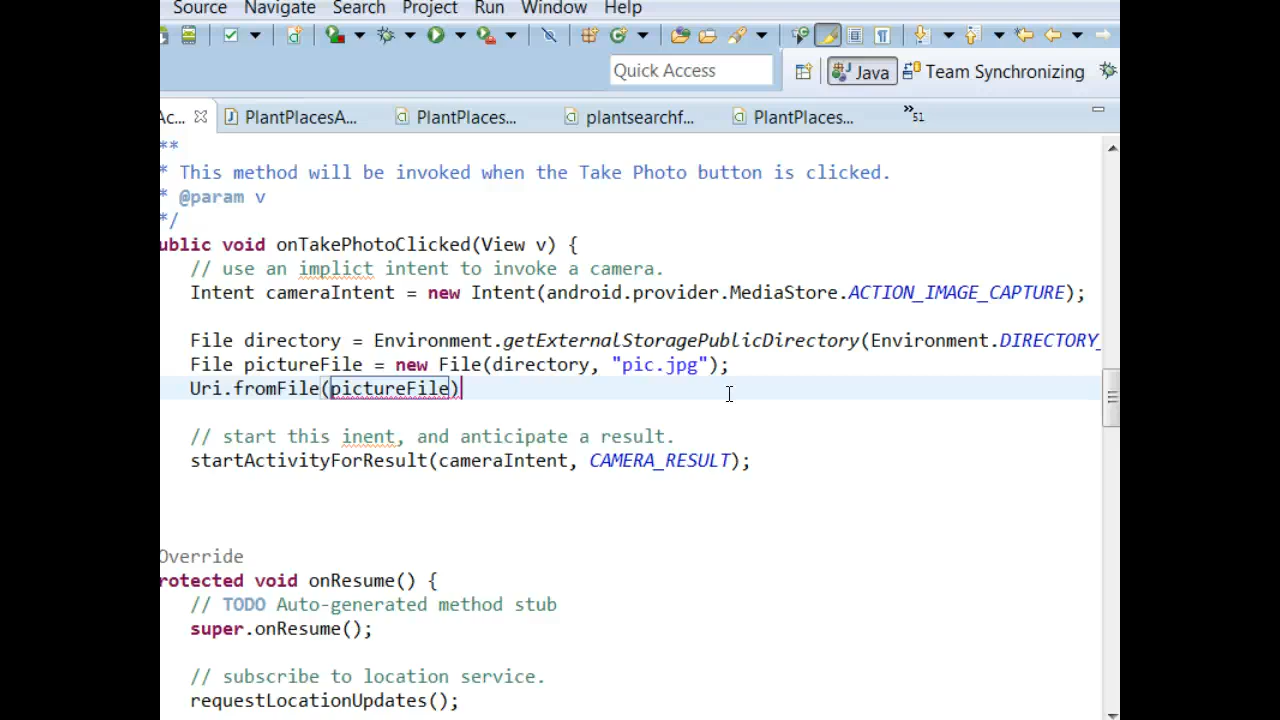 Source Navigate Search Project Run Window Help
Quick Access Java Team Synchronizing
Ac... PlantPlacesA... PlantPlaces... plantsearchf... PlantPlaces... »51
**
* This method will be invoked when the Take Photo button is clicked.
* @param v
*/
ublic void onTakePhotoClicked(View v) {
// use an implict intent to invoke a camera.
Intent cameraIntent = new Intent(android.provider.MediaStore.ACTION_IMAGE_CAPTURE);
File directory = Environment.getExternalStoragePublicDirectory(Environment.DIRECTORY_
File pictureFile = new File(directory, "pic.jpg");
Uri.fromFile(pictureFile)
// start this inent, and anticipate a result.
startActivityForResult(cameraIntent, CAMERA_RESULT);
Override
rotected void onResume() {
// TODO Auto-generated method stub
super.onResume();
// subscribe to location service.
requestLocationUpdates();